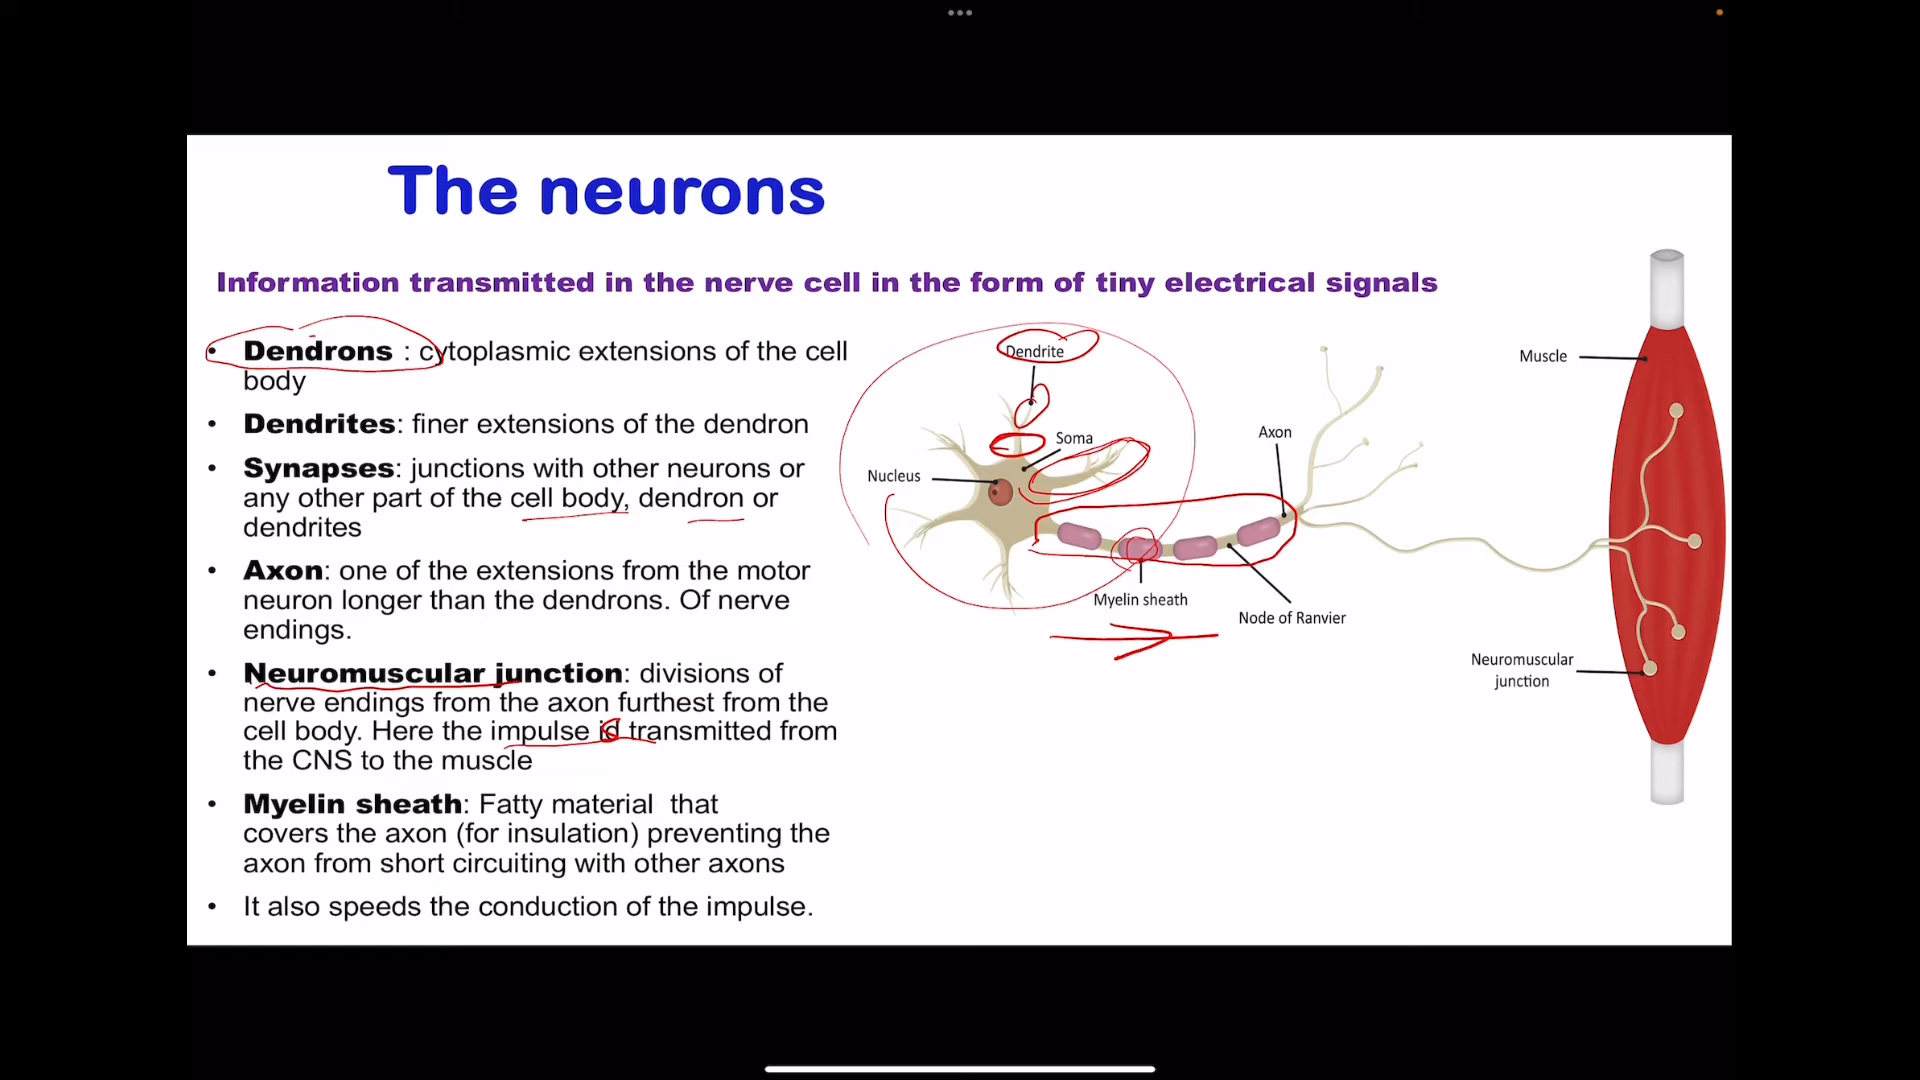 The neurons
Information transmitted in the nerve cell in the form of tiny electrical signals
• Dendrons : cytoplasmic extensions of the cell
body
• Dendrites: finer extensions of the dendron
• Synapses: junctions with other neurons or
any other part of the cell body, dendron or
dendrites
• Axon: one of the extensions from the motor
neuron longer than the dendrons. Of nerve
endings.
• Neuromuscular junction: divisions of
nerve endings from the axon furthest from the
cell body. Here the impulse is transmitted from
the CNS to the muscle
• Myelin sheath: Fatty material that
covers the axon (for insulation) preventing the
axon from short circuiting with other axons
• It also speeds the conduction of the impulse.
Dendrite
Soma
Nucleus
Axon
Myelin sheath
Node of Ranvier
Muscle
Neuromuscular
junction